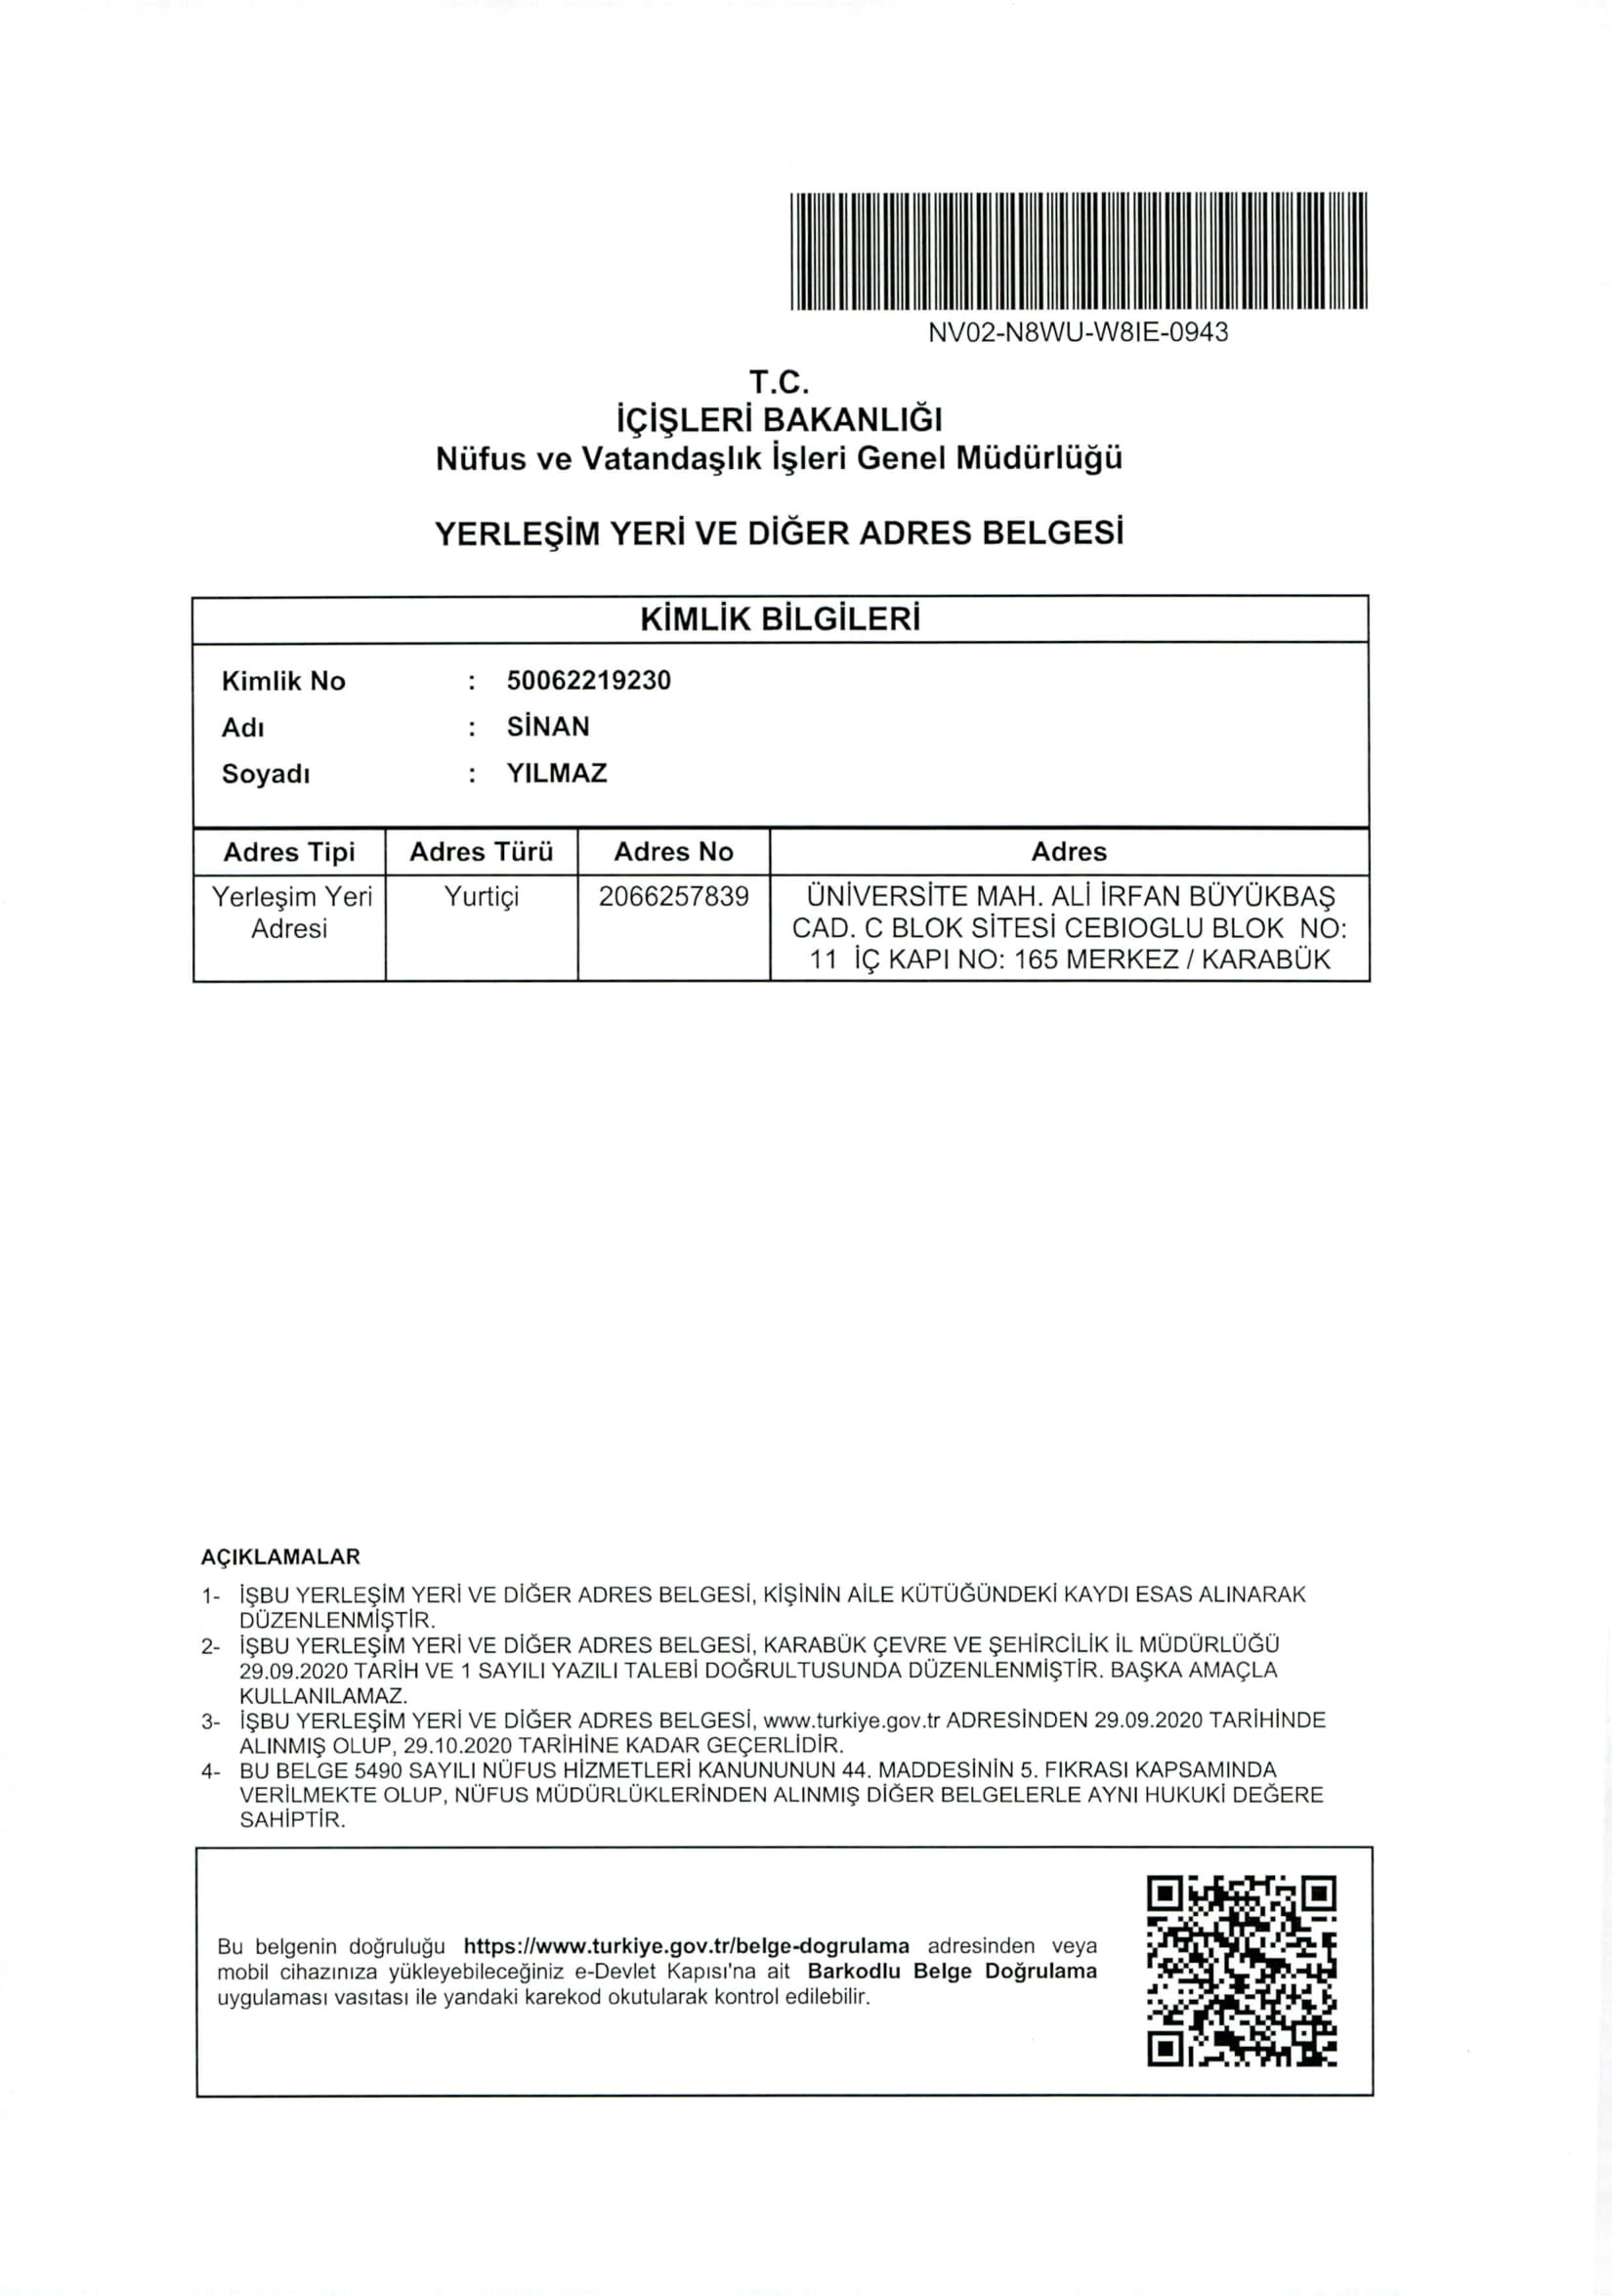 NV02-N8WU-W8IE-0943
T.C.
İÇİŞLERİ BAKANLIĞI
Nüfus ve Vatandaşlık İşleri Genel Müdürlüğü
YERLEŞİM YERİ VE DİĞER ADRES BELGESİ
KİMLİK BİLGİLERİ
Kimlik No : 50062219230
Adı : SİNAN
Soyadı : YILMAZ
Adres Tipi Adres Türü Adres No Adres
Yerleşim Yeri Yurtiçi 2066257839 ÜNİVERSİTE MAH. ALİ İRFAN BÜYÜKBAŞ
Adresi CAD. C BLOK SİTESİ CEBIOGLU BLOK NO:
11 İÇ KAPI NO: 165 MERKEZ / KARABÜK
AÇIKLAMALAR
1- İŞBU YERLEŞİM YERİ VE DİĞER ADRES BELGESİ, KİŞİNİN AİLE KÜTÜĞÜNDEKİ KAYDI ESAS ALINARAK
DÜZENLENMİŞTİR.
2- İŞBU YERLEŞİM YERİ VE DİĞER ADRES BELGESİ, KARABÜK ÇEVRE VE ŞEHİRCİLİK İL MÜDÜRLÜĞÜ
29.09.2020 TARİH VE 1 SAYILI YAZILI TALEBİ DOĞRULTUSUNDA DÜZENLENMİŞTİR. BAŞKA AMAÇLA
KULLANILAMAZ.
3- İŞBU YERLEŞİM YERİ VE DİĞER ADRES BELGESİ, www.turkiye.gov.tr ADRESİNDEN 29.09.2020 TARİHİNDE
ALINMIŞ OLUP, 29.10.2020 TARİHİNE KADAR GEÇERLİDİR.
4- BU BELGE 5490 SAYILI NÜFUS HİZMETLERİ KANUNUNUN 44. MADDESİNİN 5. FIKRASI KAPSAMINDA
VERİLMEKTE OLUP, NÜFUS MÜDÜRLÜKLERİNDEN ALINMIŞ DİĞER BELGELERLE AYNI HUKUKİ DEĞERE
SAHİPTİR.
Bu belgenin doğruluğu https://www.turkiye.gov.tr/belge-dogrulama adresinden veya
mobil cihazınıza yükleyebileceğiniz e-Devlet Kapısı'na ait Barkodlu Belge Doğrulama
uygulaması vasıtası ile yandaki karekod okutularak kontrol edilebilir.